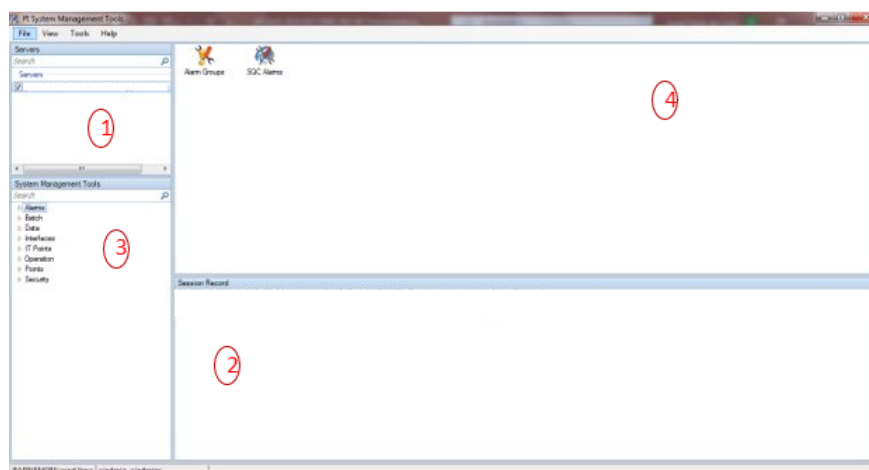 PI System Management Tools
File View Tools Help
Servers
Search
Servers
1
System Management Tools
Search
Alarms
Batch
Data
Interfaces
IT Points
Operation
Points
Security
3
Alarm Groups SQC Alarms
4
Session Record
2